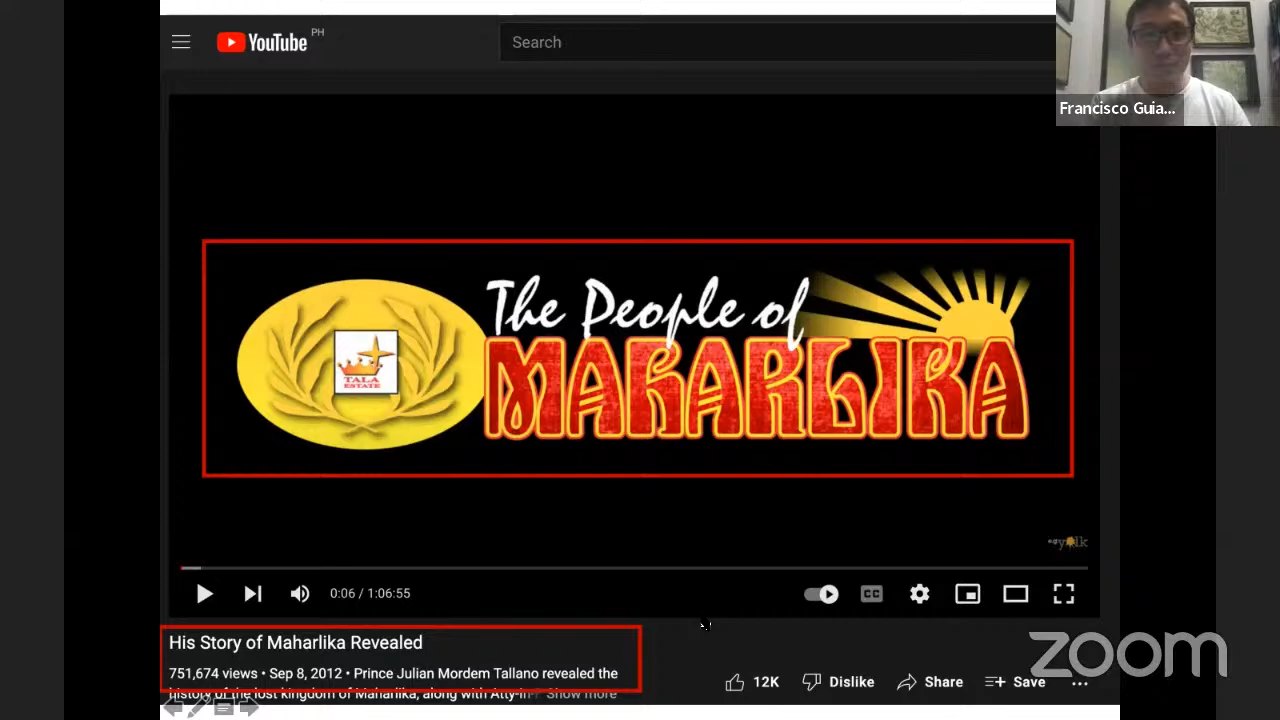 YouTube PH
Search
Francisco Guia...
The People of
MAHARLIKA
TALA
ESTATE
0:06 / 1:06:55
CC
His Story of Maharlika Revealed
751,674 views • Sep 8, 2012 • Prince Julian Mordem Tallano revealed the
history of the lost kingdom of Maharlika, along with Atty-in
Show more
12K
Dislike
Share
Save
zoom